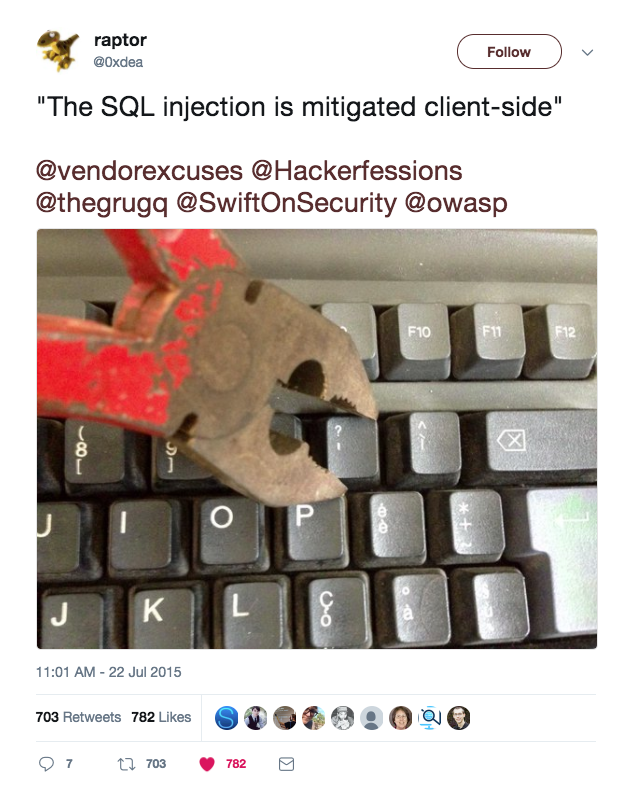 raptor
@0xdea
Follow
"The SQL injection is mitigated client-side"
@vendorexcuses @Hackerfessions
@thegrugq @SwiftOnSecurity @owasp
F10 F11 F12
( 8 [ ) 9 ] ? ' ^ ì
U I O P é è * + ~
J K L ç ò ° à § ù
11:01 AM - 22 Jul 2015
703 Retweets 782 Likes
7 703 782